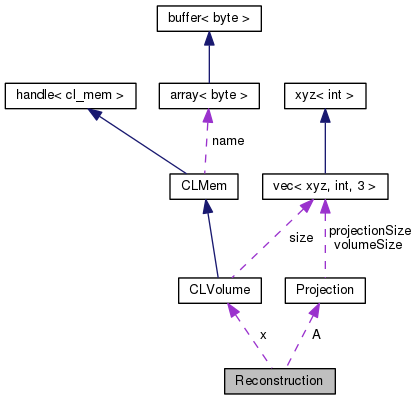 buffer< byte >
handle< cl_mem >
array< byte >
xyz< int >
name
CLMem
vec< xyz, int, 3 >
size
projectionSize
volumeSize
CLVolume
Projection
x
A
Reconstruction